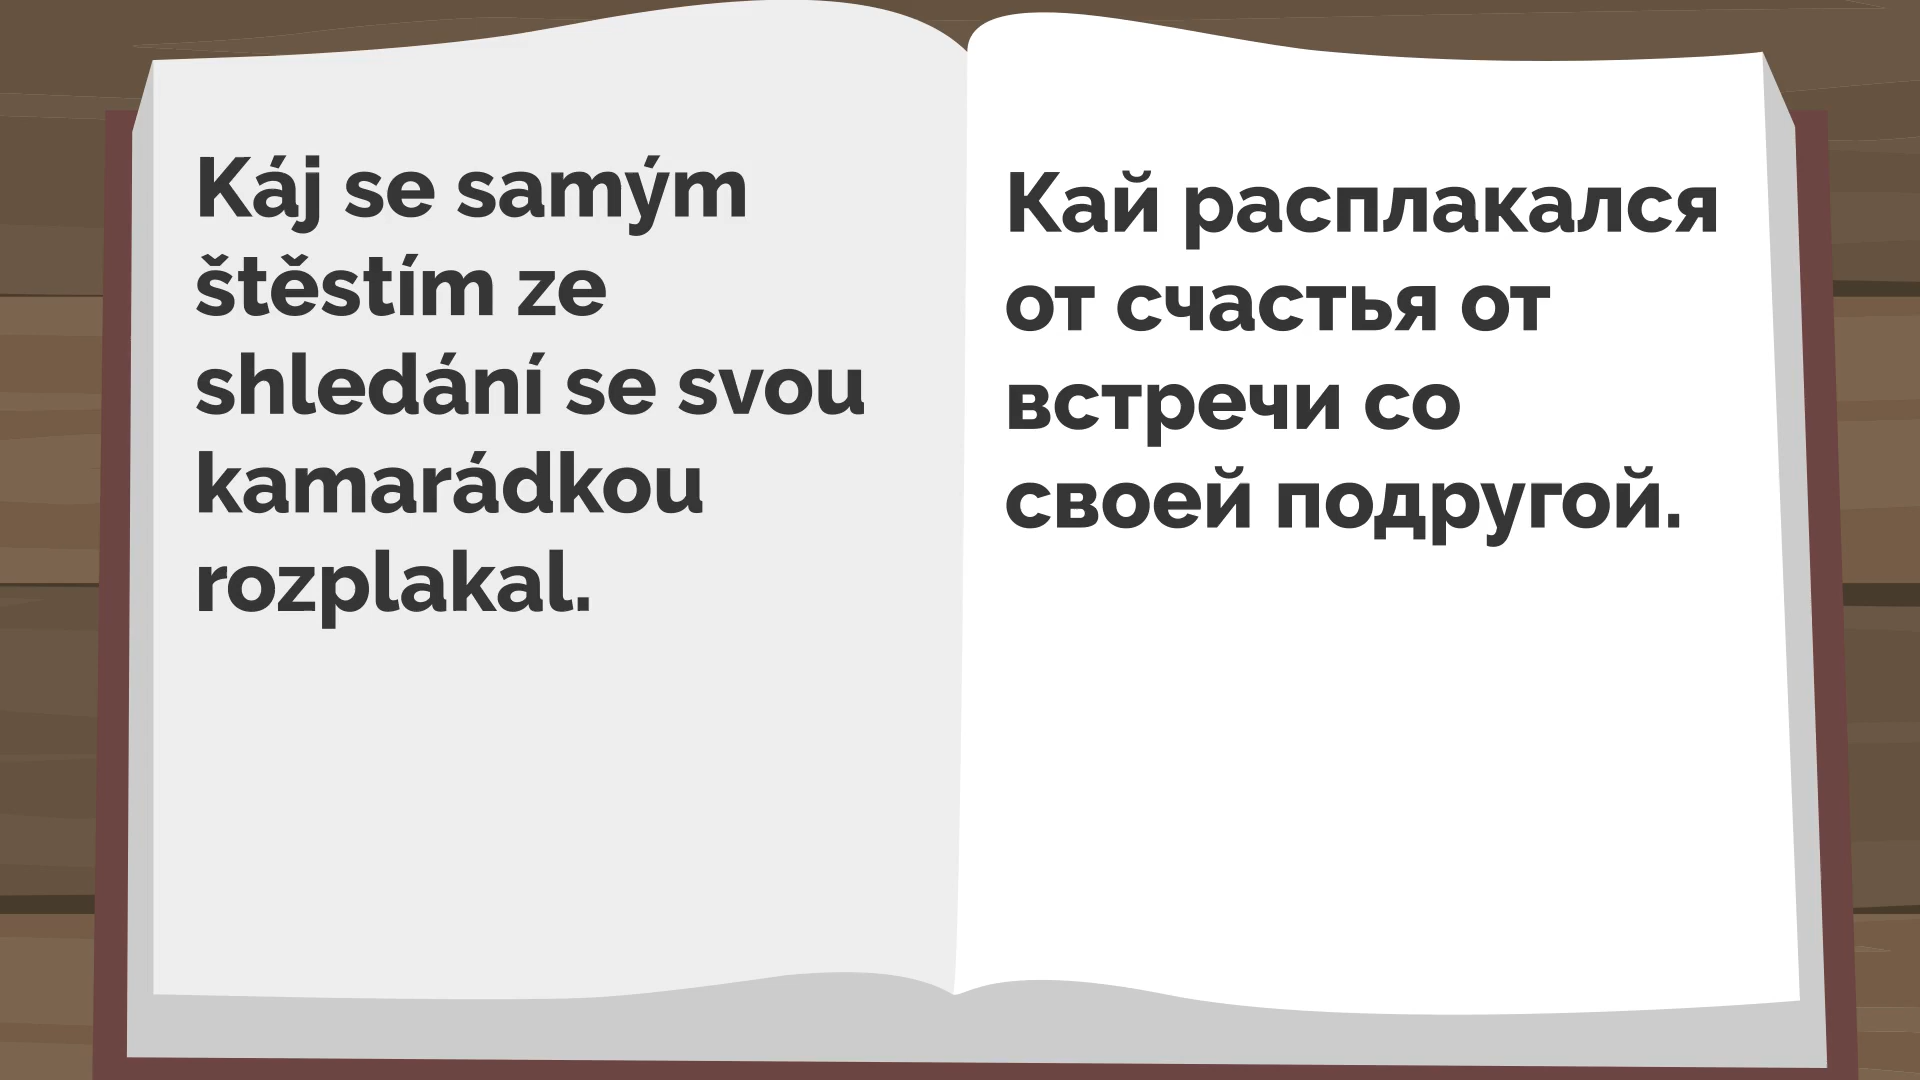 Káj se samým
štěstím ze
shledání se svou
kamarádkou
rozplakal.
Кай расплакался
от счастья от
встречи со
своей подругой.